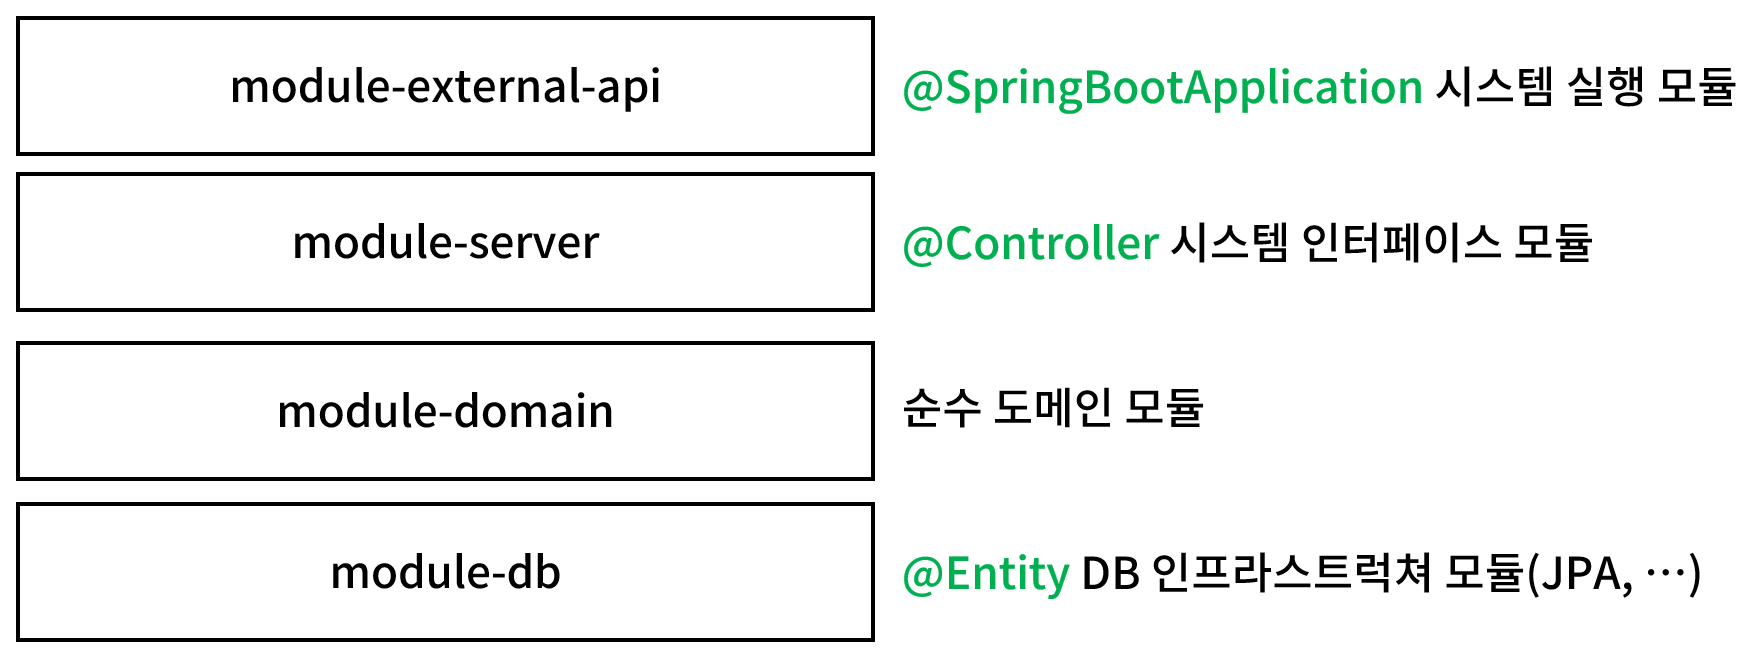 module-external-api @SpringBootApplication 시스템 실행 모듈
module-server @Controller 시스템 인터페이스 모듈
module-domain 순수 도메인 모듈
module-db @Entity DB 인프라스트럭쳐 모듈(JPA, …)